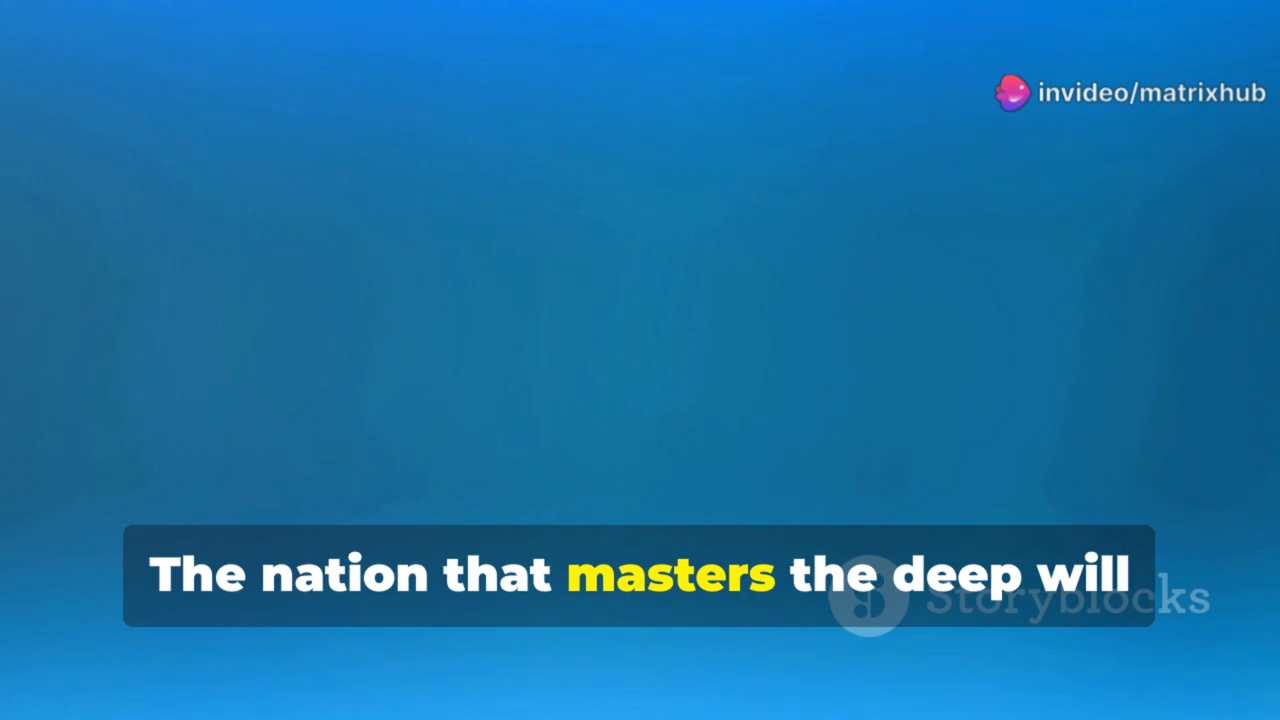 invideo/matrixhub
The nation that masters the deep will
Storyblocks